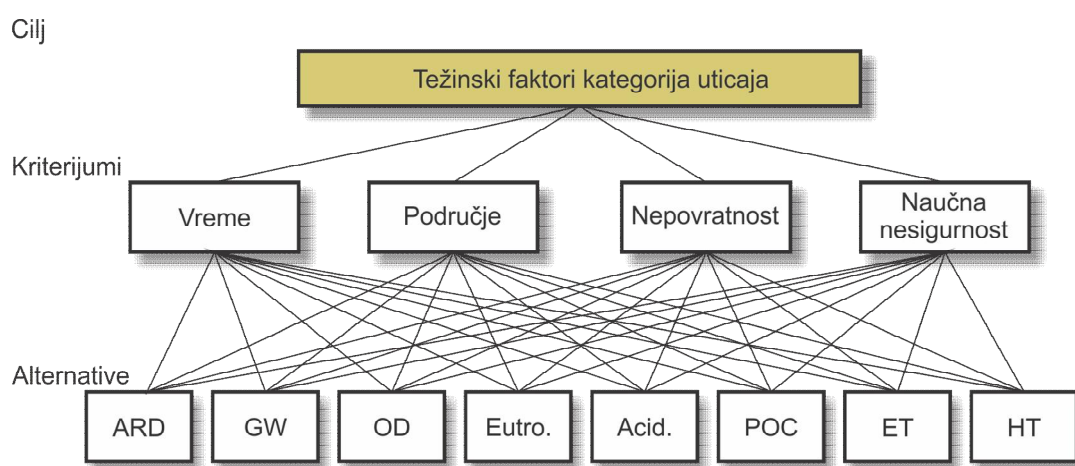 Cilj
Težinski faktori kategorija uticaja
Kriterijumi
Vreme
Područje
Nepovratnost
Naučna
nesigurnost
Alternative
ARD
GW
OD
Eutro.
Acid.
POC
ET
HT